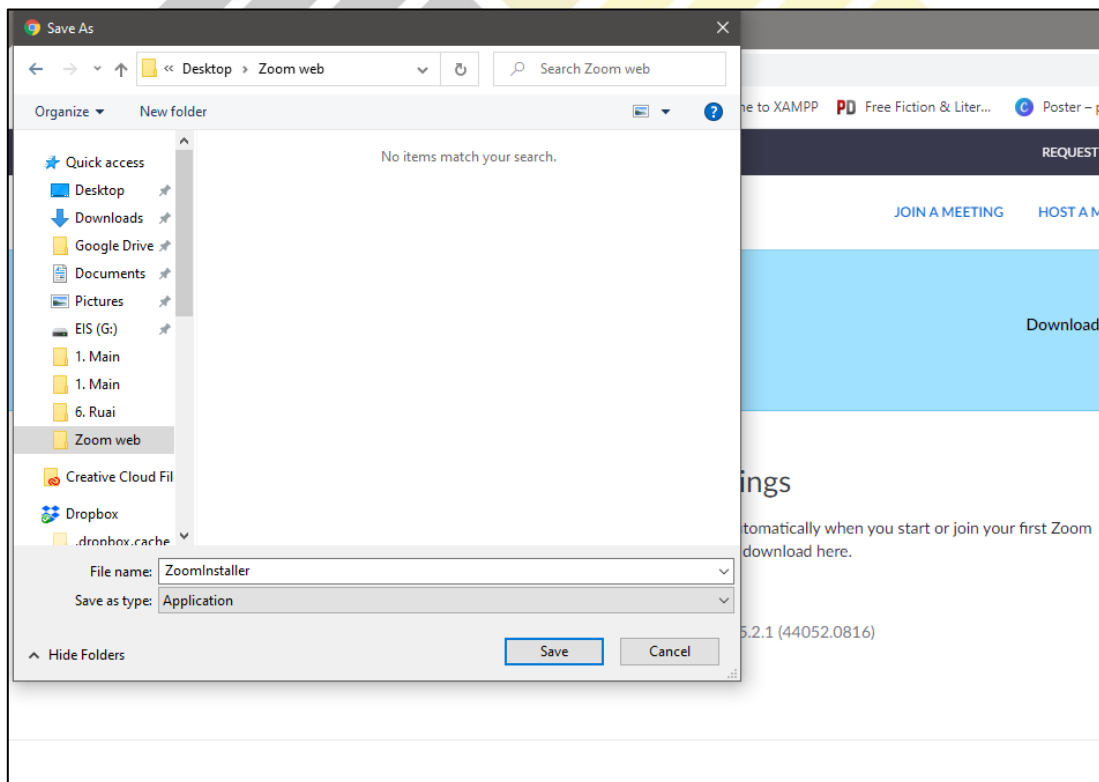 Save As
« Desktop › Zoom web
Search Zoom web
Organize
New folder
No items match your search.
Quick access
Desktop
Downloads
Google Drive
Documents
Pictures
EIS (G:)
1. Main
1. Main
6. Ruai
Zoom web
Creative Cloud Fil
Dropbox
.dropbox.cache
File name: ZoomInstaller
Save as type: Application
Hide Folders
Save
Cancel
ne to XAMPP
PD Free Fiction & Liter...
C Poster – p
REQUEST
JOIN A MEETING
HOST A M
Download
ings
tomatically when you start or join your first Zoom
download here.
5.2.1 (44052.0816)